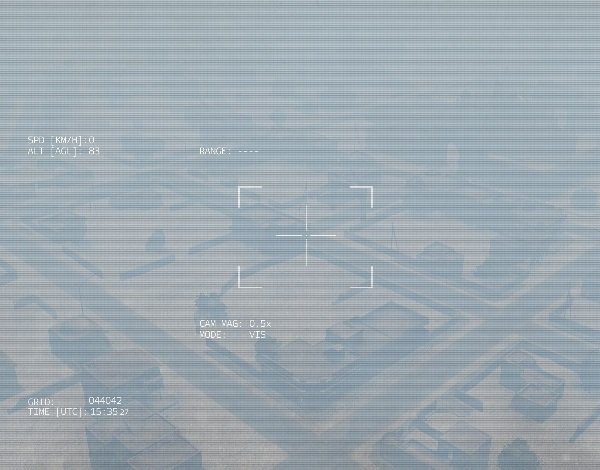 SPD [KM/H]: 0
ALT [AGL]: 83
RANGE: ----
CAM MAG: 0.5x
MODE: VIS
GRID: 044042
TIME [UTC]: 15:35 27